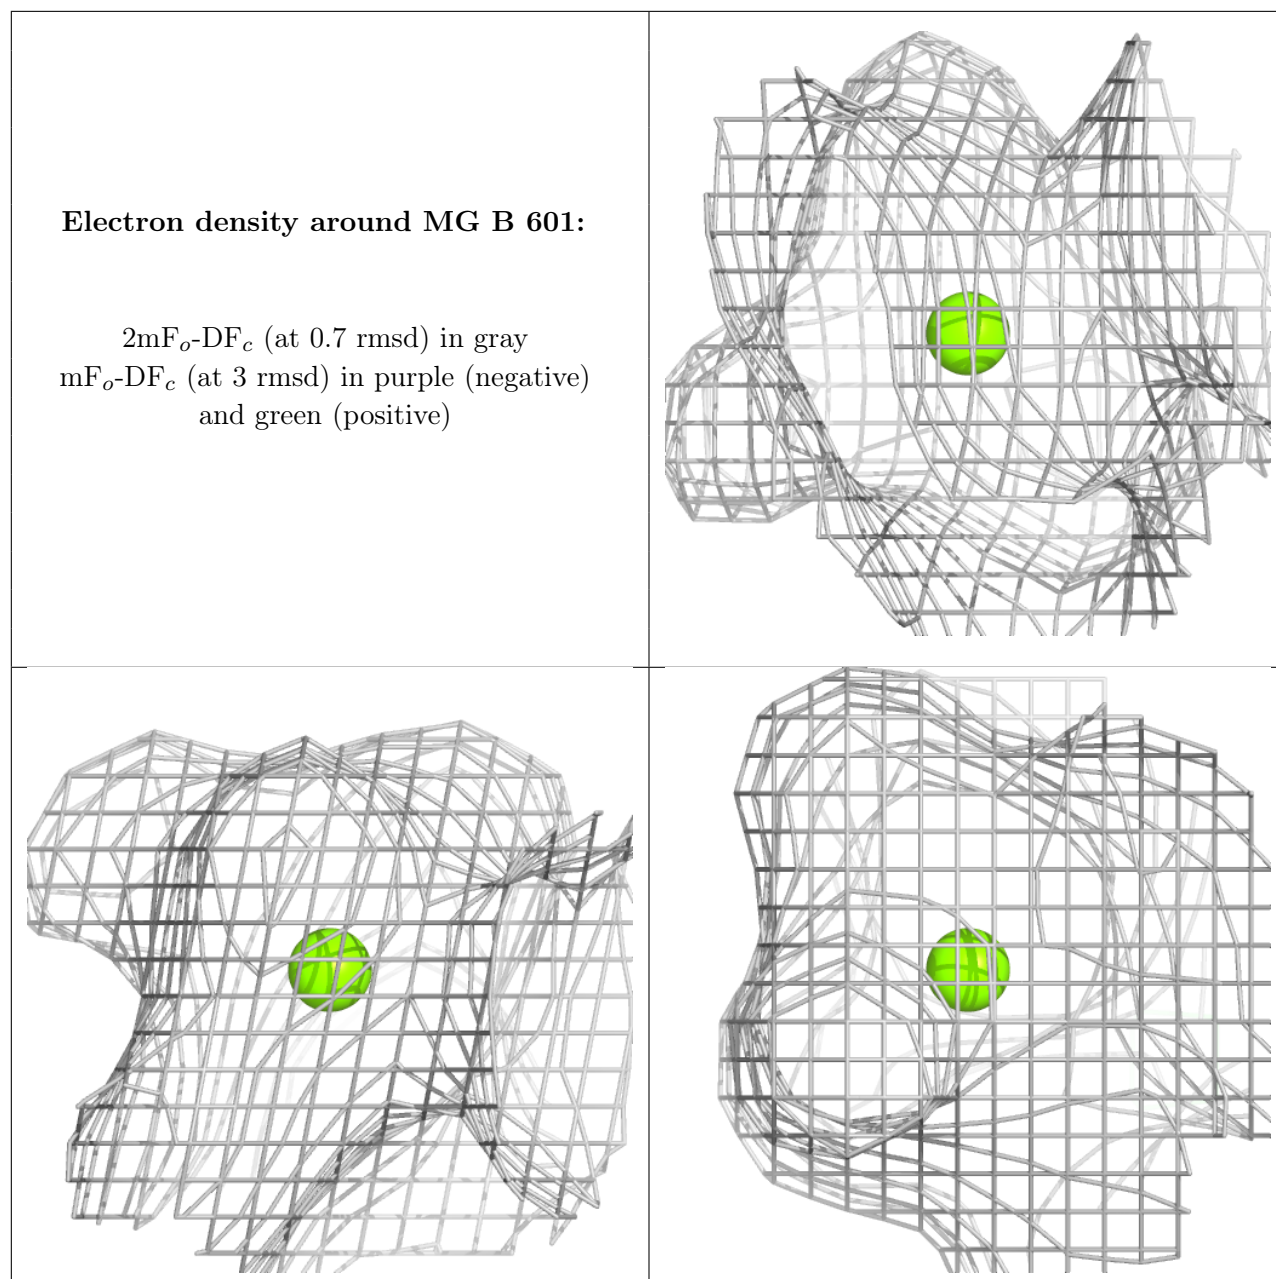 Electron density around MG B 601:
2mFo-DFc (at 0.7 rmsd) in gray
mFo-DFc (at 3 rmsd) in purple (negative)
and green (positive)